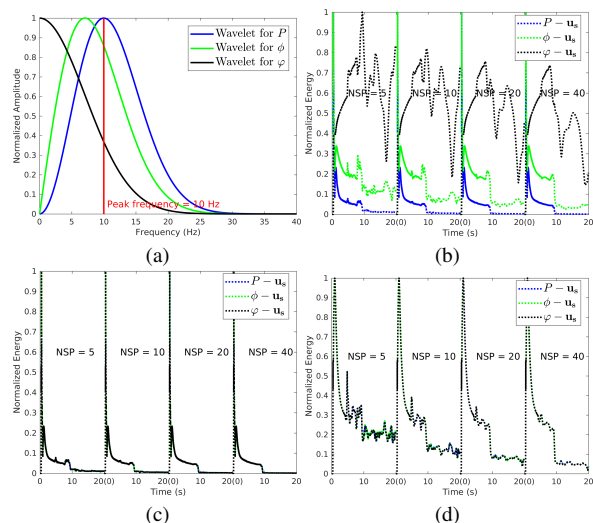 (a)
Normalized Amplitude
1
0.9
0.8
0.7
0.6
0.5
0.4
0.3
0.2
0.1
0
Wavelet for P
Wavelet for ϕ
Wavelet for φ
Peak frequency = 10 Hz
0 5 10 15 20 25 30 35 40
Frequency (Hz)
(a)
(b)
Normalized Energy
1
0.9
0.8
0.7
0.6
0.5
0.4
0.3
0.2
0.1
0
P − u_s
ϕ − u_s
φ − u_s
NSP = 5 NSP = 10 NSP = 20 NSP = 40
0 10 20(0) 10 20(0) 10 20(0) 10 20
Time (s)
(b)
(c)
Normalized Energy
1
0.9
0.8
0.7
0.6
0.5
0.4
0.3
0.2
0.1
0
P − u_s
ϕ − u_s
φ − u_s
NSP = 5 NSP = 10 NSP = 20 NSP = 40
0 10 20(0) 10 20(0) 10 20(0) 10 20
Time (s)
(c)
(d)
Normalized Energy
1
0.9
0.8
0.7
0.6
0.5
0.4
0.3
0.2
0.1
0
P − u_s
ϕ − u_s
φ − u_s
NSP = 5 NSP = 10 NSP = 20 NSP = 40
0 10 20(0) 10 20(0) 10 20(0) 10 20
Time (s)
(d)